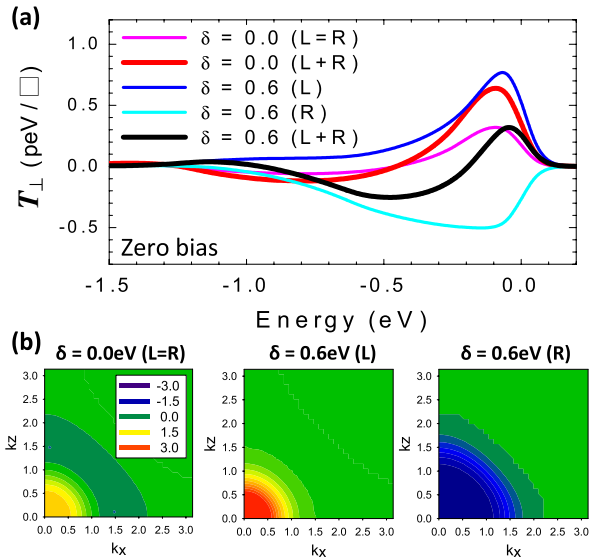 (a)
1.0
0.5
0.0
-0.5
T⊥ (peV/□)
δ = 0.0 (L=R)
δ = 0.0 (L+R)
δ = 0.6 (L)
δ = 0.6 (R)
δ = 0.6 (L+R)
Zero bias
-1.5 -1.0 -0.5 0.0
Energy (eV)
(b)
δ = 0.0eV (L=R) δ = 0.6eV (L) δ = 0.6eV (R)
3.0 2.5 2.0 1.5 1.0 0.5 0.0
kz
-3.0
-1.5
0.0
1.5
3.0
0.0 0.5 1.0 1.5 2.0 2.5 3.0
kx
3.0 2.5 2.0 1.5 1.0 0.5 0.0
kz
0.0 0.5 1.0 1.5 2.0 2.5 3.0
kx
3.0 2.5 2.0 1.5 1.0 0.5 0.0
kz
0.0 0.5 1.0 1.5 2.0 2.5 3.0
kx